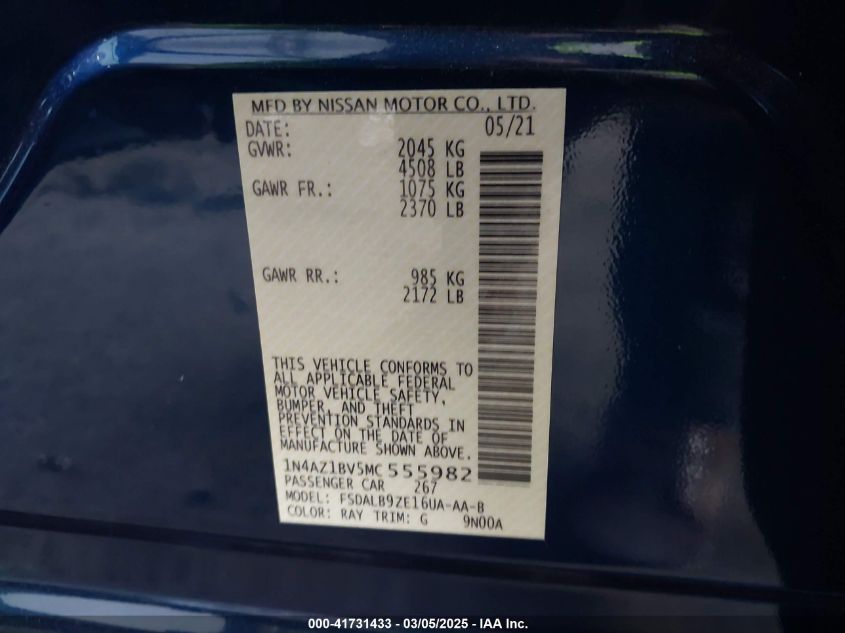 MFD BY NISSAN MOTOR CO., LTD.
DATE: 05/21
GVWR: 2045 KG
4508 LB
GAWR FR.: 1075 KG
2370 LB
GAWR RR.: 985 KG
2172 LB
THIS VEHICLE CONFORMS TO
ALL APPLICABLE FEDERAL
MOTOR VEHICLE SAFETY,
BUMPER, AND THEFT
PREVENTION STANDARDS IN
EFFECT ON THE DATE OF
MANUFACTURE SHOWN ABOVE.
1N4AZ1BV5MC 555982
PASSENGER CAR 267
MODEL: FSDALB9ZE16UA-AA-B
COLOR: RAY TRIM: G 9N00A
000-41731433 - 03/05/2025 - IAA Inc.